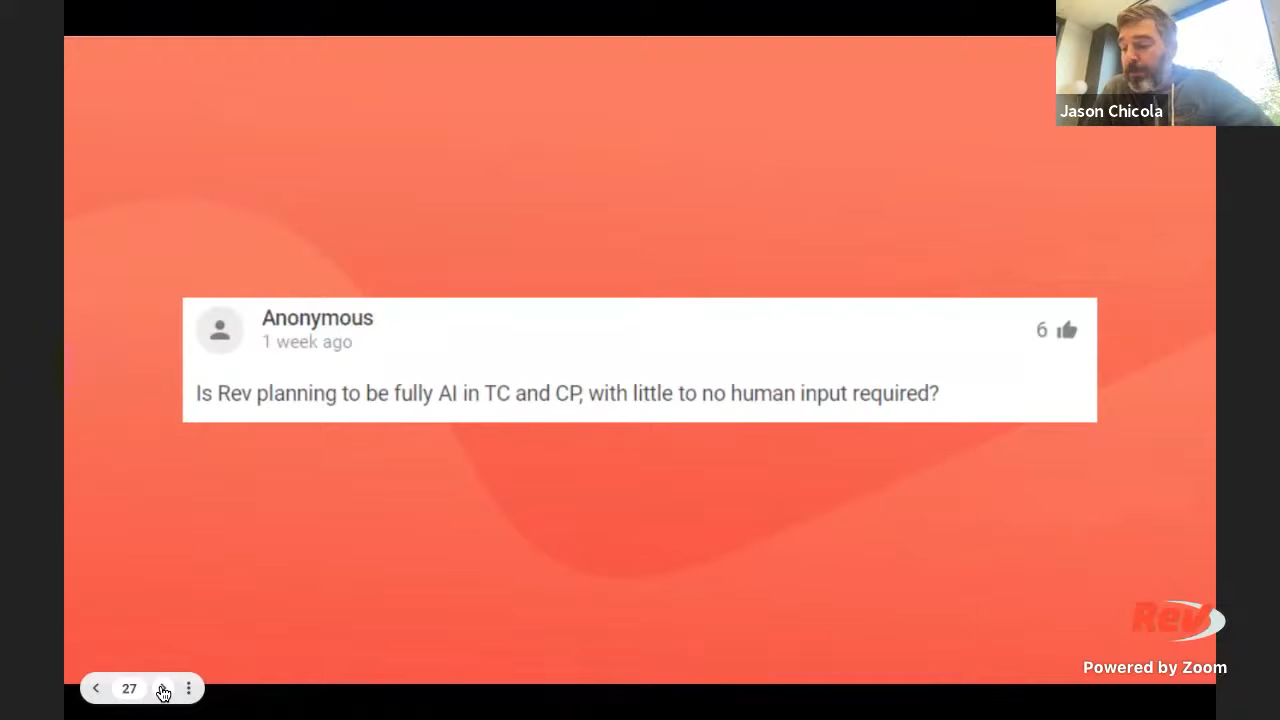 Jason Chicola
Anonymous
1 week ago
6
Is Rev planning to be fully AI in TC and CP, with little to no human input required?
Rev
Powered by Zoom
27